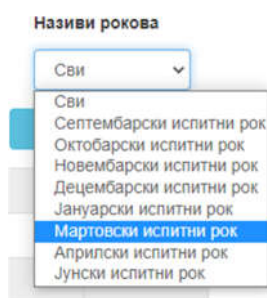 Називи рокова
Сви
Сви
Септембарски испитни рок
Октобарски испитни рок
Новембарски испитни рок
Децембарски испитни рок
Јануарски испитни рок
Мартовски испитни рок
Априлски испитни рок
Јунски испитни рок